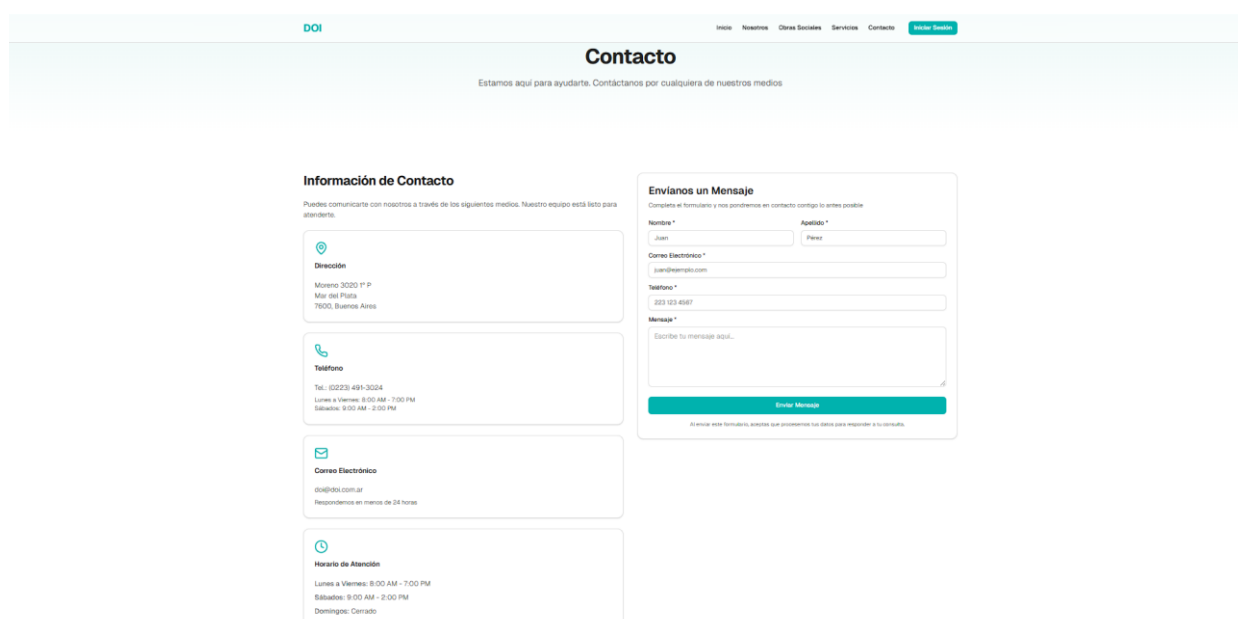 DOI
Inicio Nosotros Obras Sociales Servicios Contacto Iniciar Sesión
Contacto
Estamos aquí para ayudarte. Contáctanos por cualquiera de nuestros medios
Información de Contacto
Puedes comunicarte con nosotros a través de los siguientes medios. Nuestro equipo está listo para
atenderte.
Dirección
Moreno 3020 1° P
Mar del Plata
7600, Buenos Aires
Teléfono
Tel.: (0223) 491-3024
Lunes a Viernes: 8:00 AM - 7:00 PM
Sábados: 9:00 AM - 2:00 PM
Correo Electrónico
doi@doi.com.ar
Respondemos en menos de 24 horas
Horario de Atención
Lunes a Viernes: 8:00 AM - 7:00 PM
Sábados: 9:00 AM - 2:00 PM
Domingos: Cerrado
Envíanos un Mensaje
Completa el formulario y nos pondremos en contacto contigo lo antes posible
Nombre * Apellido *
Juan Pérez
Correo Electrónico *
juan@ejemplo.com
Teléfono *
223 123 4567
Mensaje *
Escribe tu mensaje aquí...
Enviar Mensaje
Al enviar este formulario, aceptas que procesemos tus datos para responder a tu consulta.